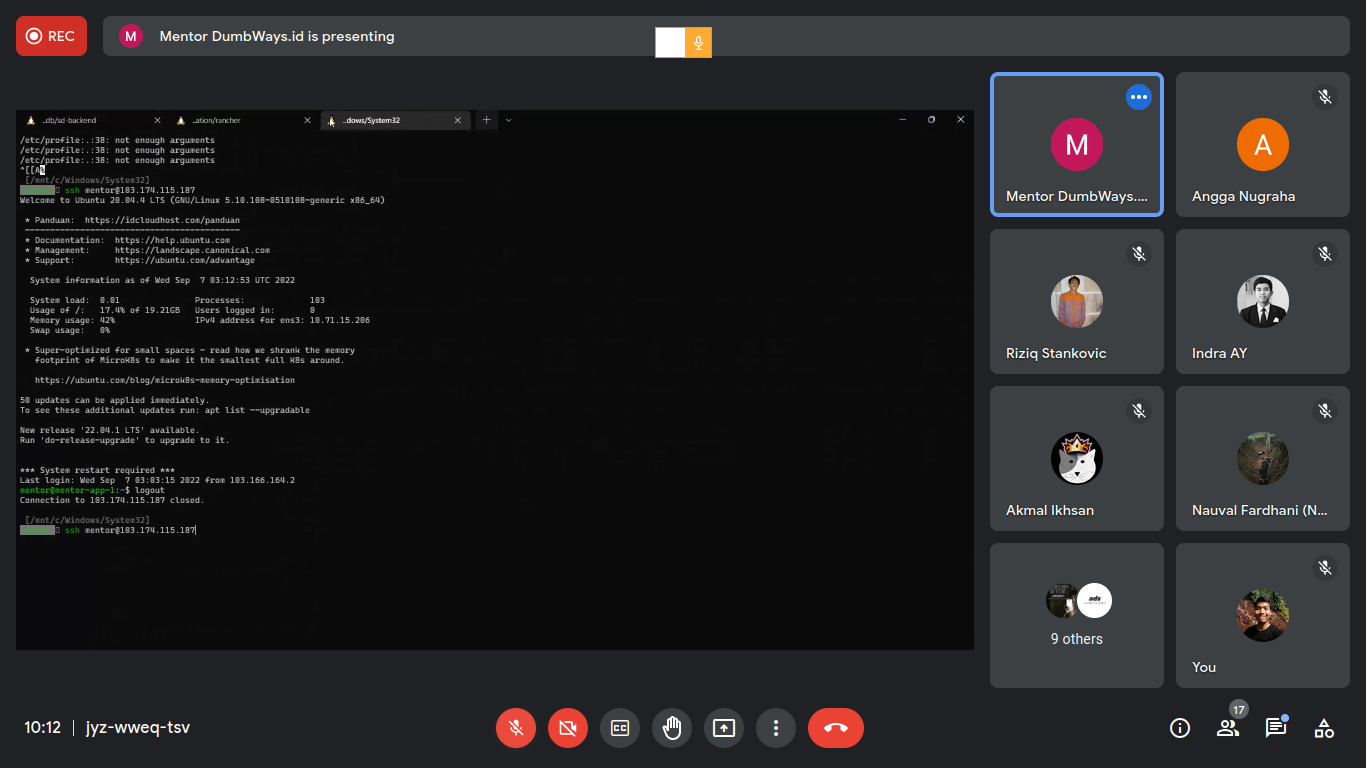 REC
M
Mentor DumbWays.id is presenting
..db/sd-backend
..ation/rancher
..dows/System32
/etc/profile:.:38: not enough arguments
/etc/profile:.:38: not enough arguments
/etc/profile:.:38: not enough arguments
^[[A%
[/mnt/c/Windows/System32]
ssh mentor@103.174.115.187
Welcome to Ubuntu 20.04.4 LTS (GNU/Linux 5.10.108-0510108-generic x86_64)
* Panduan: https://idcloudhost.com/panduan
-------------------------------------------
* Documentation: https://help.ubuntu.com
* Management: https://landscape.canonical.com
* Support: https://ubuntu.com/advantage
System information as of Wed Sep 7 03:12:53 UTC 2022
System load: 0.01 Processes: 103
Usage of /: 17.4% of 19.21GB Users logged in: 0
Memory usage: 42% IPv4 address for ens3: 10.71.15.206
Swap usage: 0%
* Super-optimized for small spaces - read how we shrank the memory
footprint of MicroK8s to make it the smallest full K8s around.
https://ubuntu.com/blog/microk8s-memory-optimisation
50 updates can be applied immediately.
To see these additional updates run: apt list --upgradable
New release '22.04.1 LTS' available.
Run 'do-release-upgrade' to upgrade to it.
*** System restart required ***
Last login: Wed Sep 7 03:03:15 2022 from 103.166.164.2
mentor@mentor-app-1:~$ logout
Connection to 103.174.115.187 closed.
[/mnt/c/Windows/System32]
ssh mentor@103.174.115.187
M
Mentor DumbWays....
A
Angga Nugraha
Riziq Stankovic
Indra AY
Akmal Ikhsan
Nauval Fardhani (N...
ads
9 others
You
10:12
jyz-wweq-tsv
CC
17